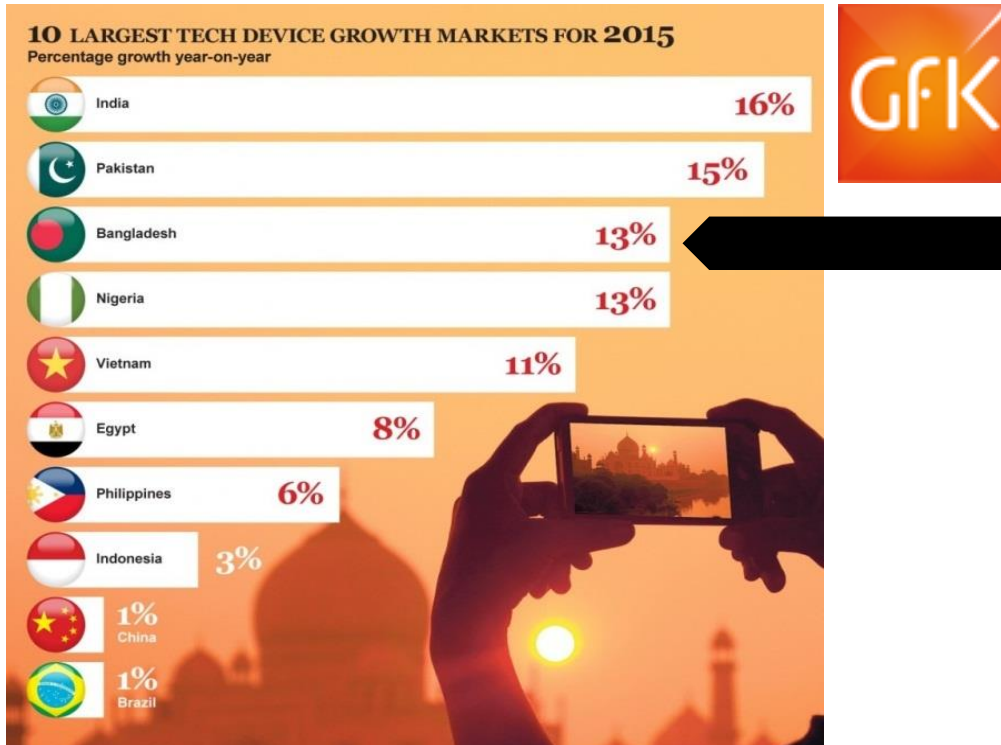 10 LARGEST TECH DEVICE GROWTH MARKETS FOR 2015
Percentage growth year-on-year
GfK
India 16%
Pakistan 15%
Bangladesh 13%
Nigeria 13%
Vietnam 11%
Egypt 8%
Philippines 6%
Indonesia 3%
1%
China
1%
Brazil